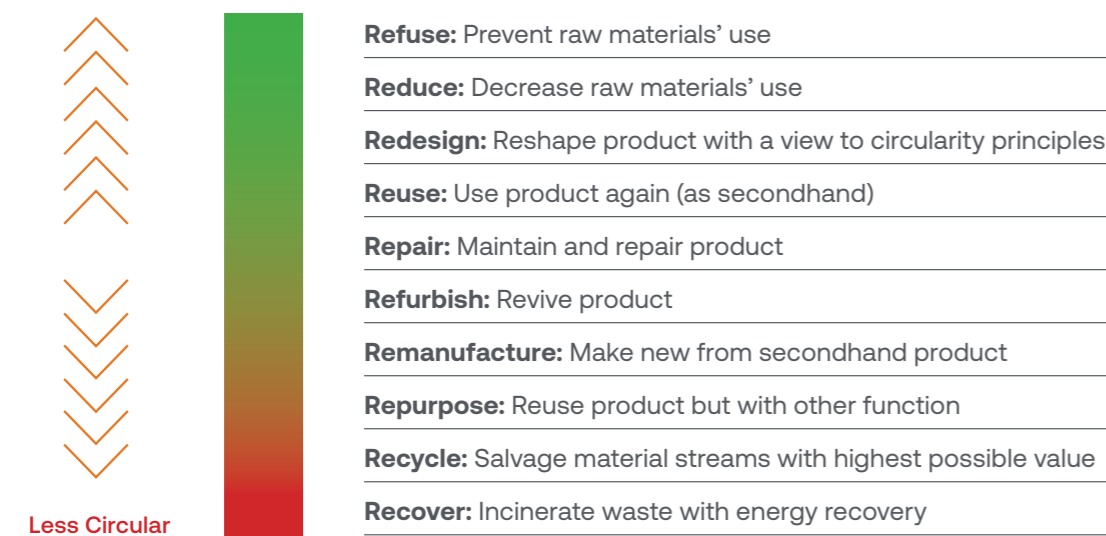 Refuse: Prevent raw materials’ use
Reduce: Decrease raw materials’ use
Redesign: Reshape product with a view to circularity principles
Reuse: Use product again (as secondhand)
Repair: Maintain and repair product
Refurbish: Revive product
Remanufacture: Make new from secondhand product
Repurpose: Reuse product but with other function
Recycle: Salvage material streams with highest possible value
Recover: Incinerate waste with energy recovery
Less Circular